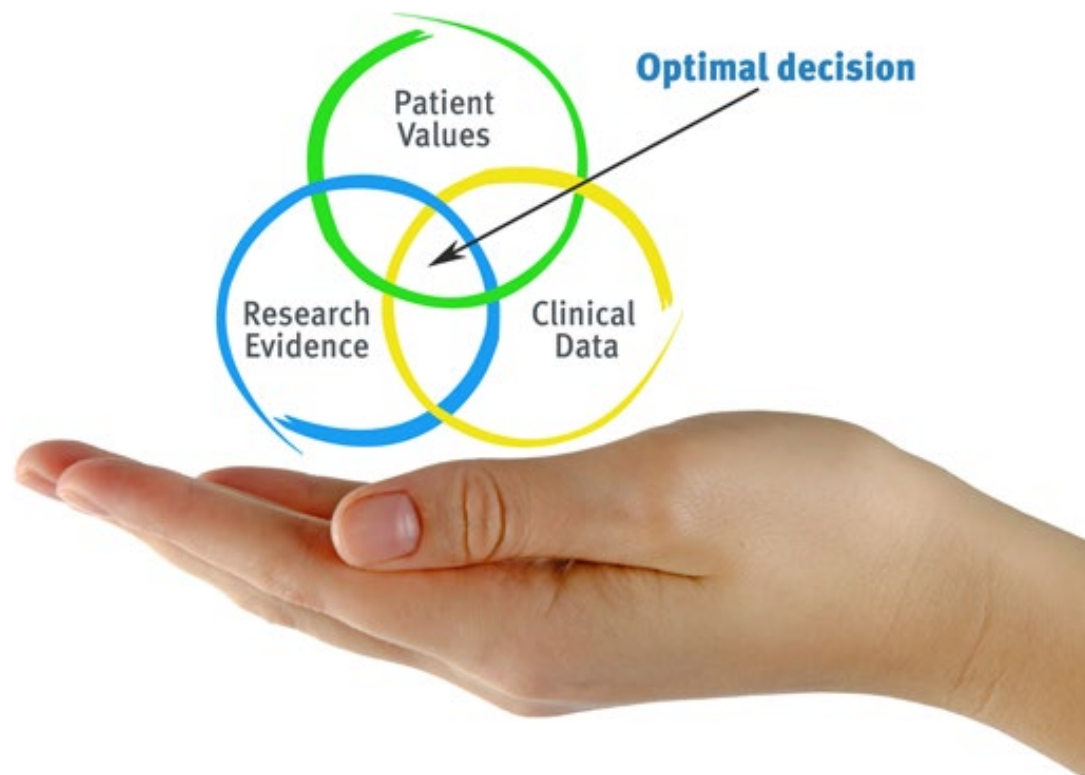 Optimal decision
Patient
Values
Research
Evidence
Clinical
Data